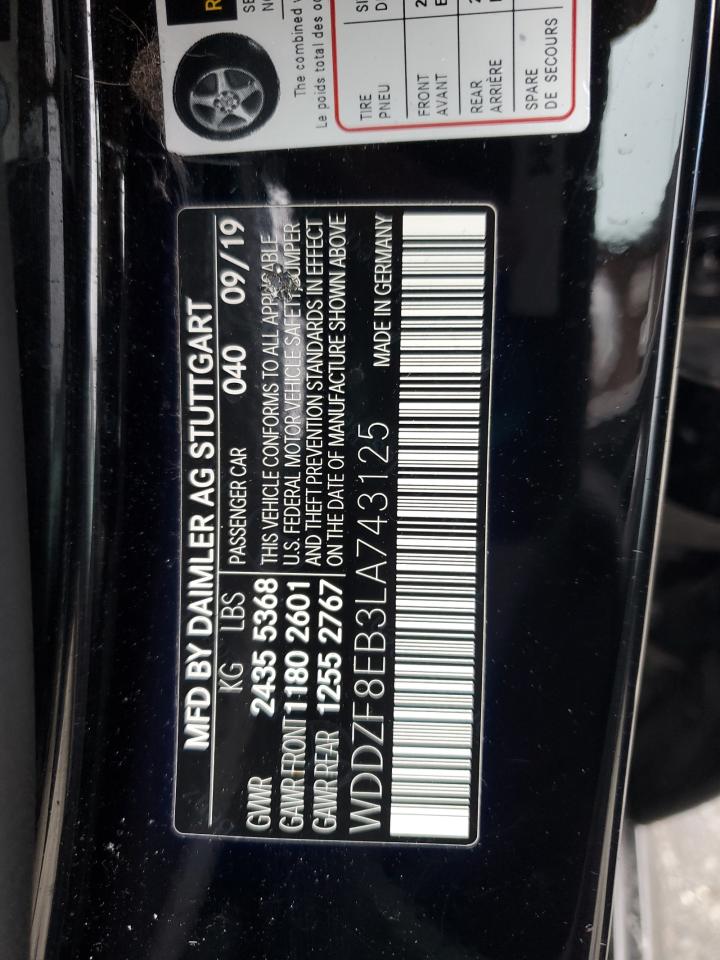 MFD BY DAIMLER AG STUTTGART
KG LBS PASSENGER CAR 040 09/19
GVWR 2435 5368 THIS VEHICLE CONFORMS TO ALL APPLICABLE
GAWR FRONT 1180 2601 U.S. FEDERAL MOTOR VEHICLE SAFETY, BUMPER
GAWR REAR 1255 2767 AND THEFT PREVENTION STANDARDS IN EFFECT
ON THE DATE OF MANUFACTURE SHOWN ABOVE
WDDZF8EB3LA743125 MADE IN GERMANY
The combined
Le poids total des
TIRE
PNEU
FRONT
AVANT
REAR
ARRIÈRE
SPARE
DE SECOURS